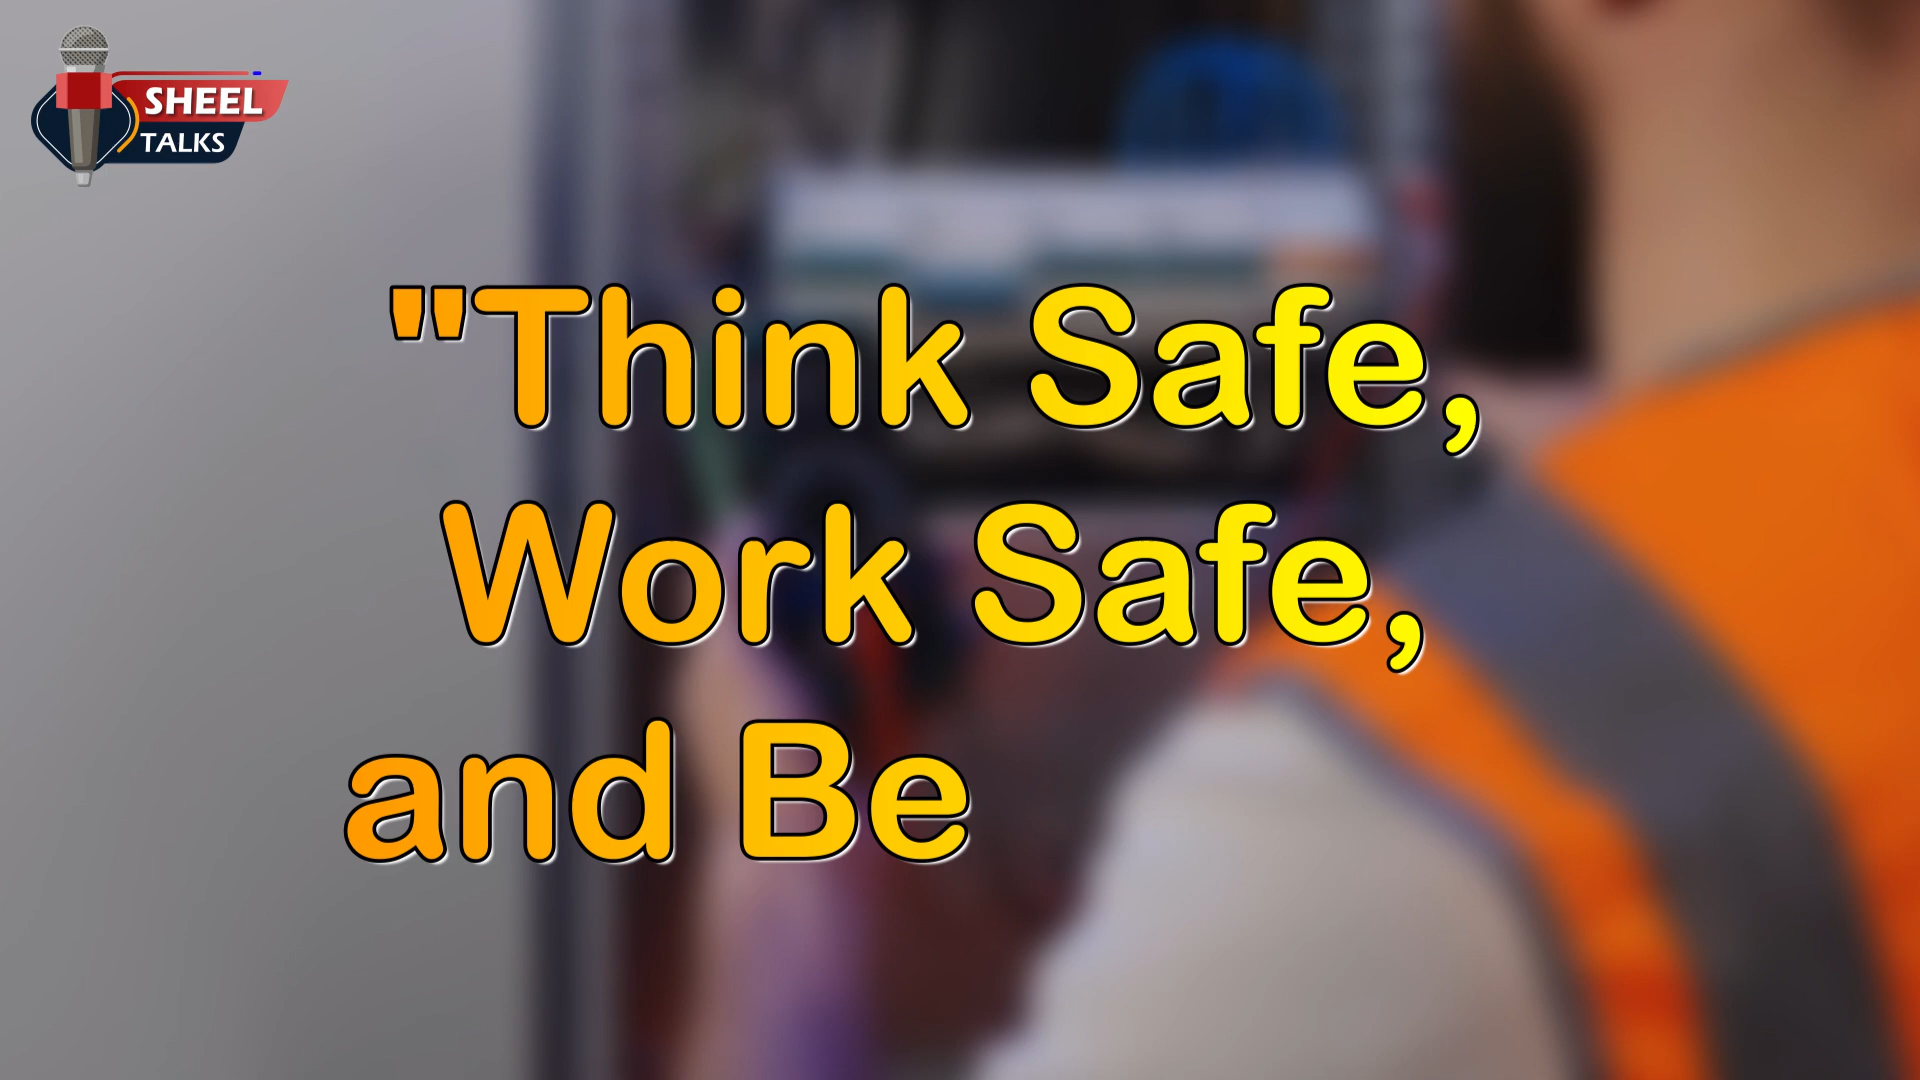 SHEEL
TALKS
"Think Safe,
Work Safe,
and Be